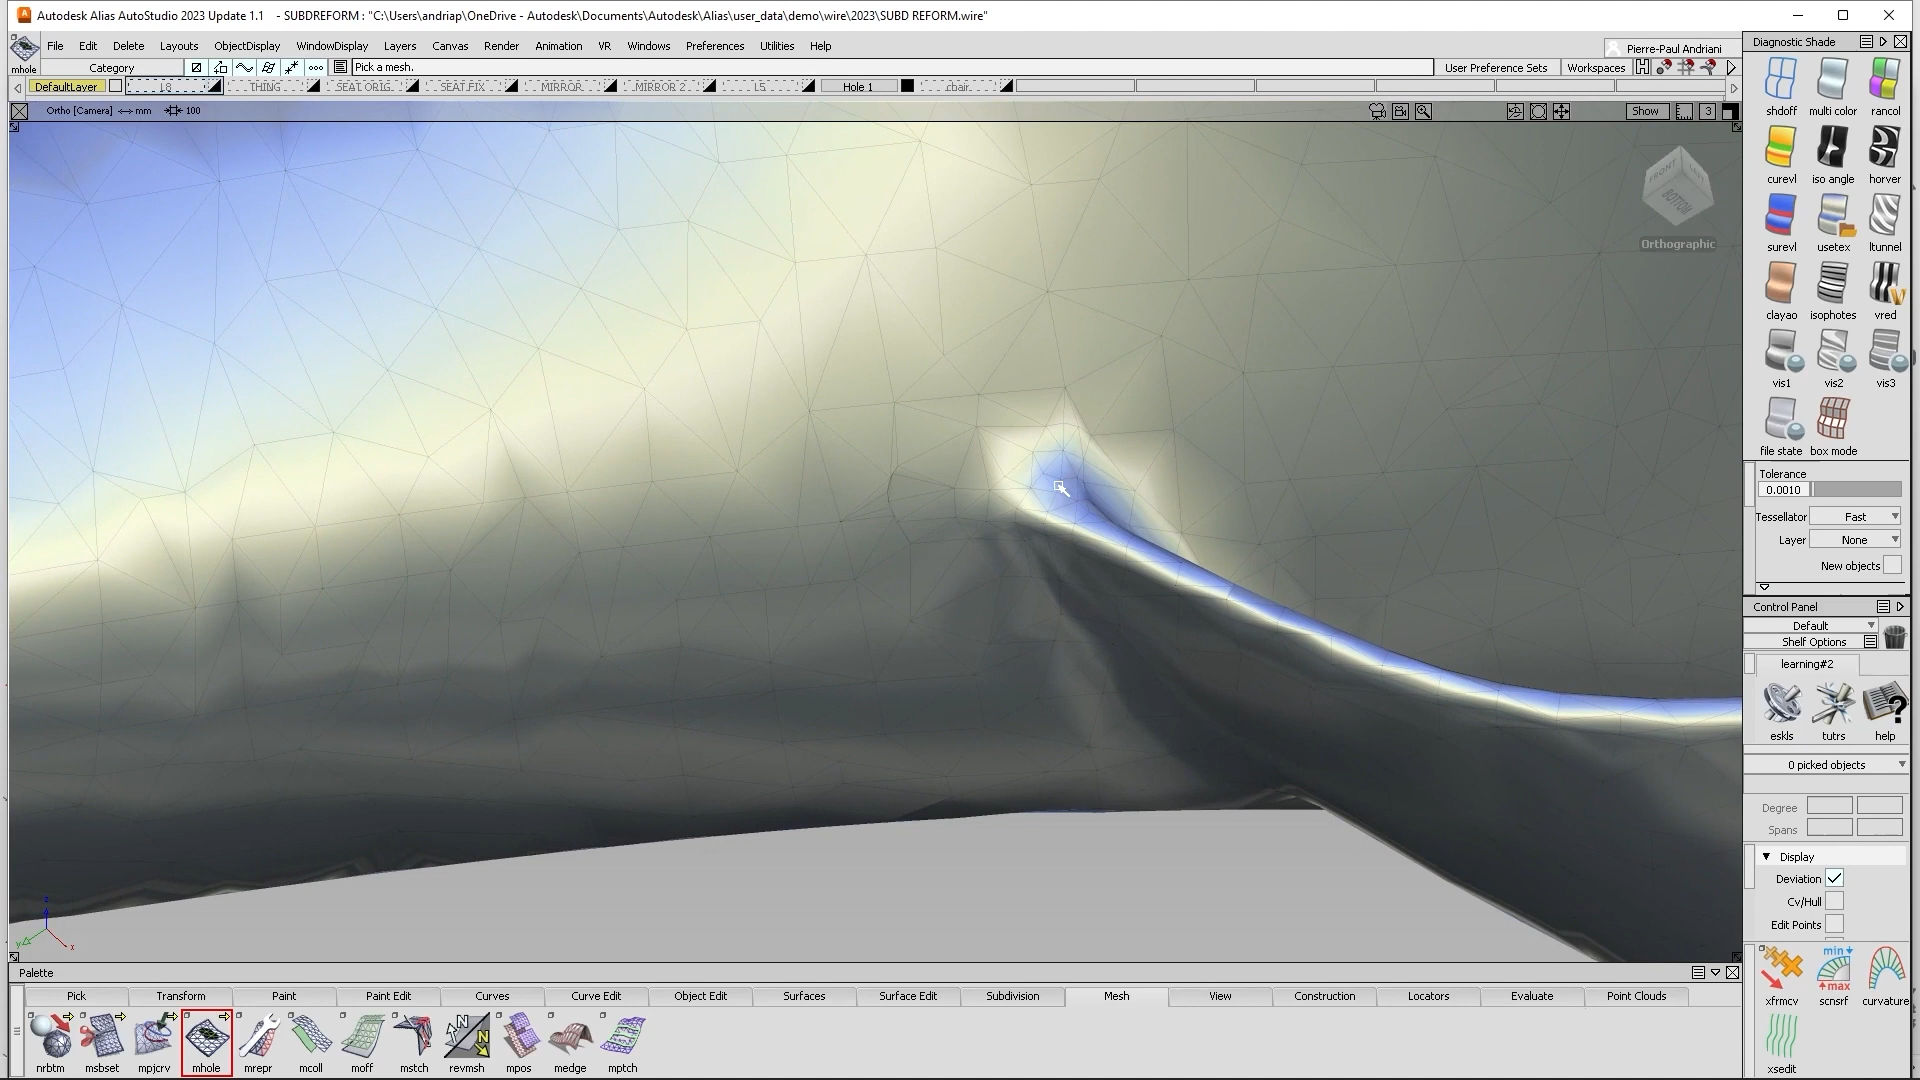 Autodesk Alias AutoStudio 2023 Update 1.1 - SUBDREFORM : "C:\Users\andriap\OneDrive - Autodesk\Documents\Autodesk\Alias\user_data\demo\wire\2023\SUBD REFORM.wire"
File Edit Delete Layouts ObjectDisplay WindowDisplay Layers Canvas Render Animation VR Windows Preferences Utilities Help
Pierre-Paul Andriani
mhole Category Pick a mesh. User Preference Sets Workspaces
DefaultLayer L8 THING SEAT ORIG SEAT FIX MIRROR MIRROR 2 L5 Hole 1 chair
Ortho [Camera] <-> mm 100 Show 3
FRONT LEFT BOTTOM
Orthographic
z
y x
Diagnostic Shade
shdoff multi color rancol
curevl iso angle horver
surevl usetex ltunnel
clayao isophotes vred
vis1 vis2 vis3
file state box mode
Tolerance
0.0010
Tessellator Fast
Layer None
New objects
Control Panel
Default
Shelf Options
learning#2
eskls tutrs help
0 picked objects
Degree
Spans
Display
Deviation
Cv/Hull
Edit Points
min
max
xfrmcv scnsrf curvature
xsedit
Palette
Pick Transform Paint Paint Edit Curves Curve Edit Object Edit Surfaces Surface Edit Subdivision Mesh View Construction Locators Evaluate Point Clouds
N N
nrbtm msbset mpjcrv mhole mrepr mcoll moff mstch revmsh mpos medge mptch